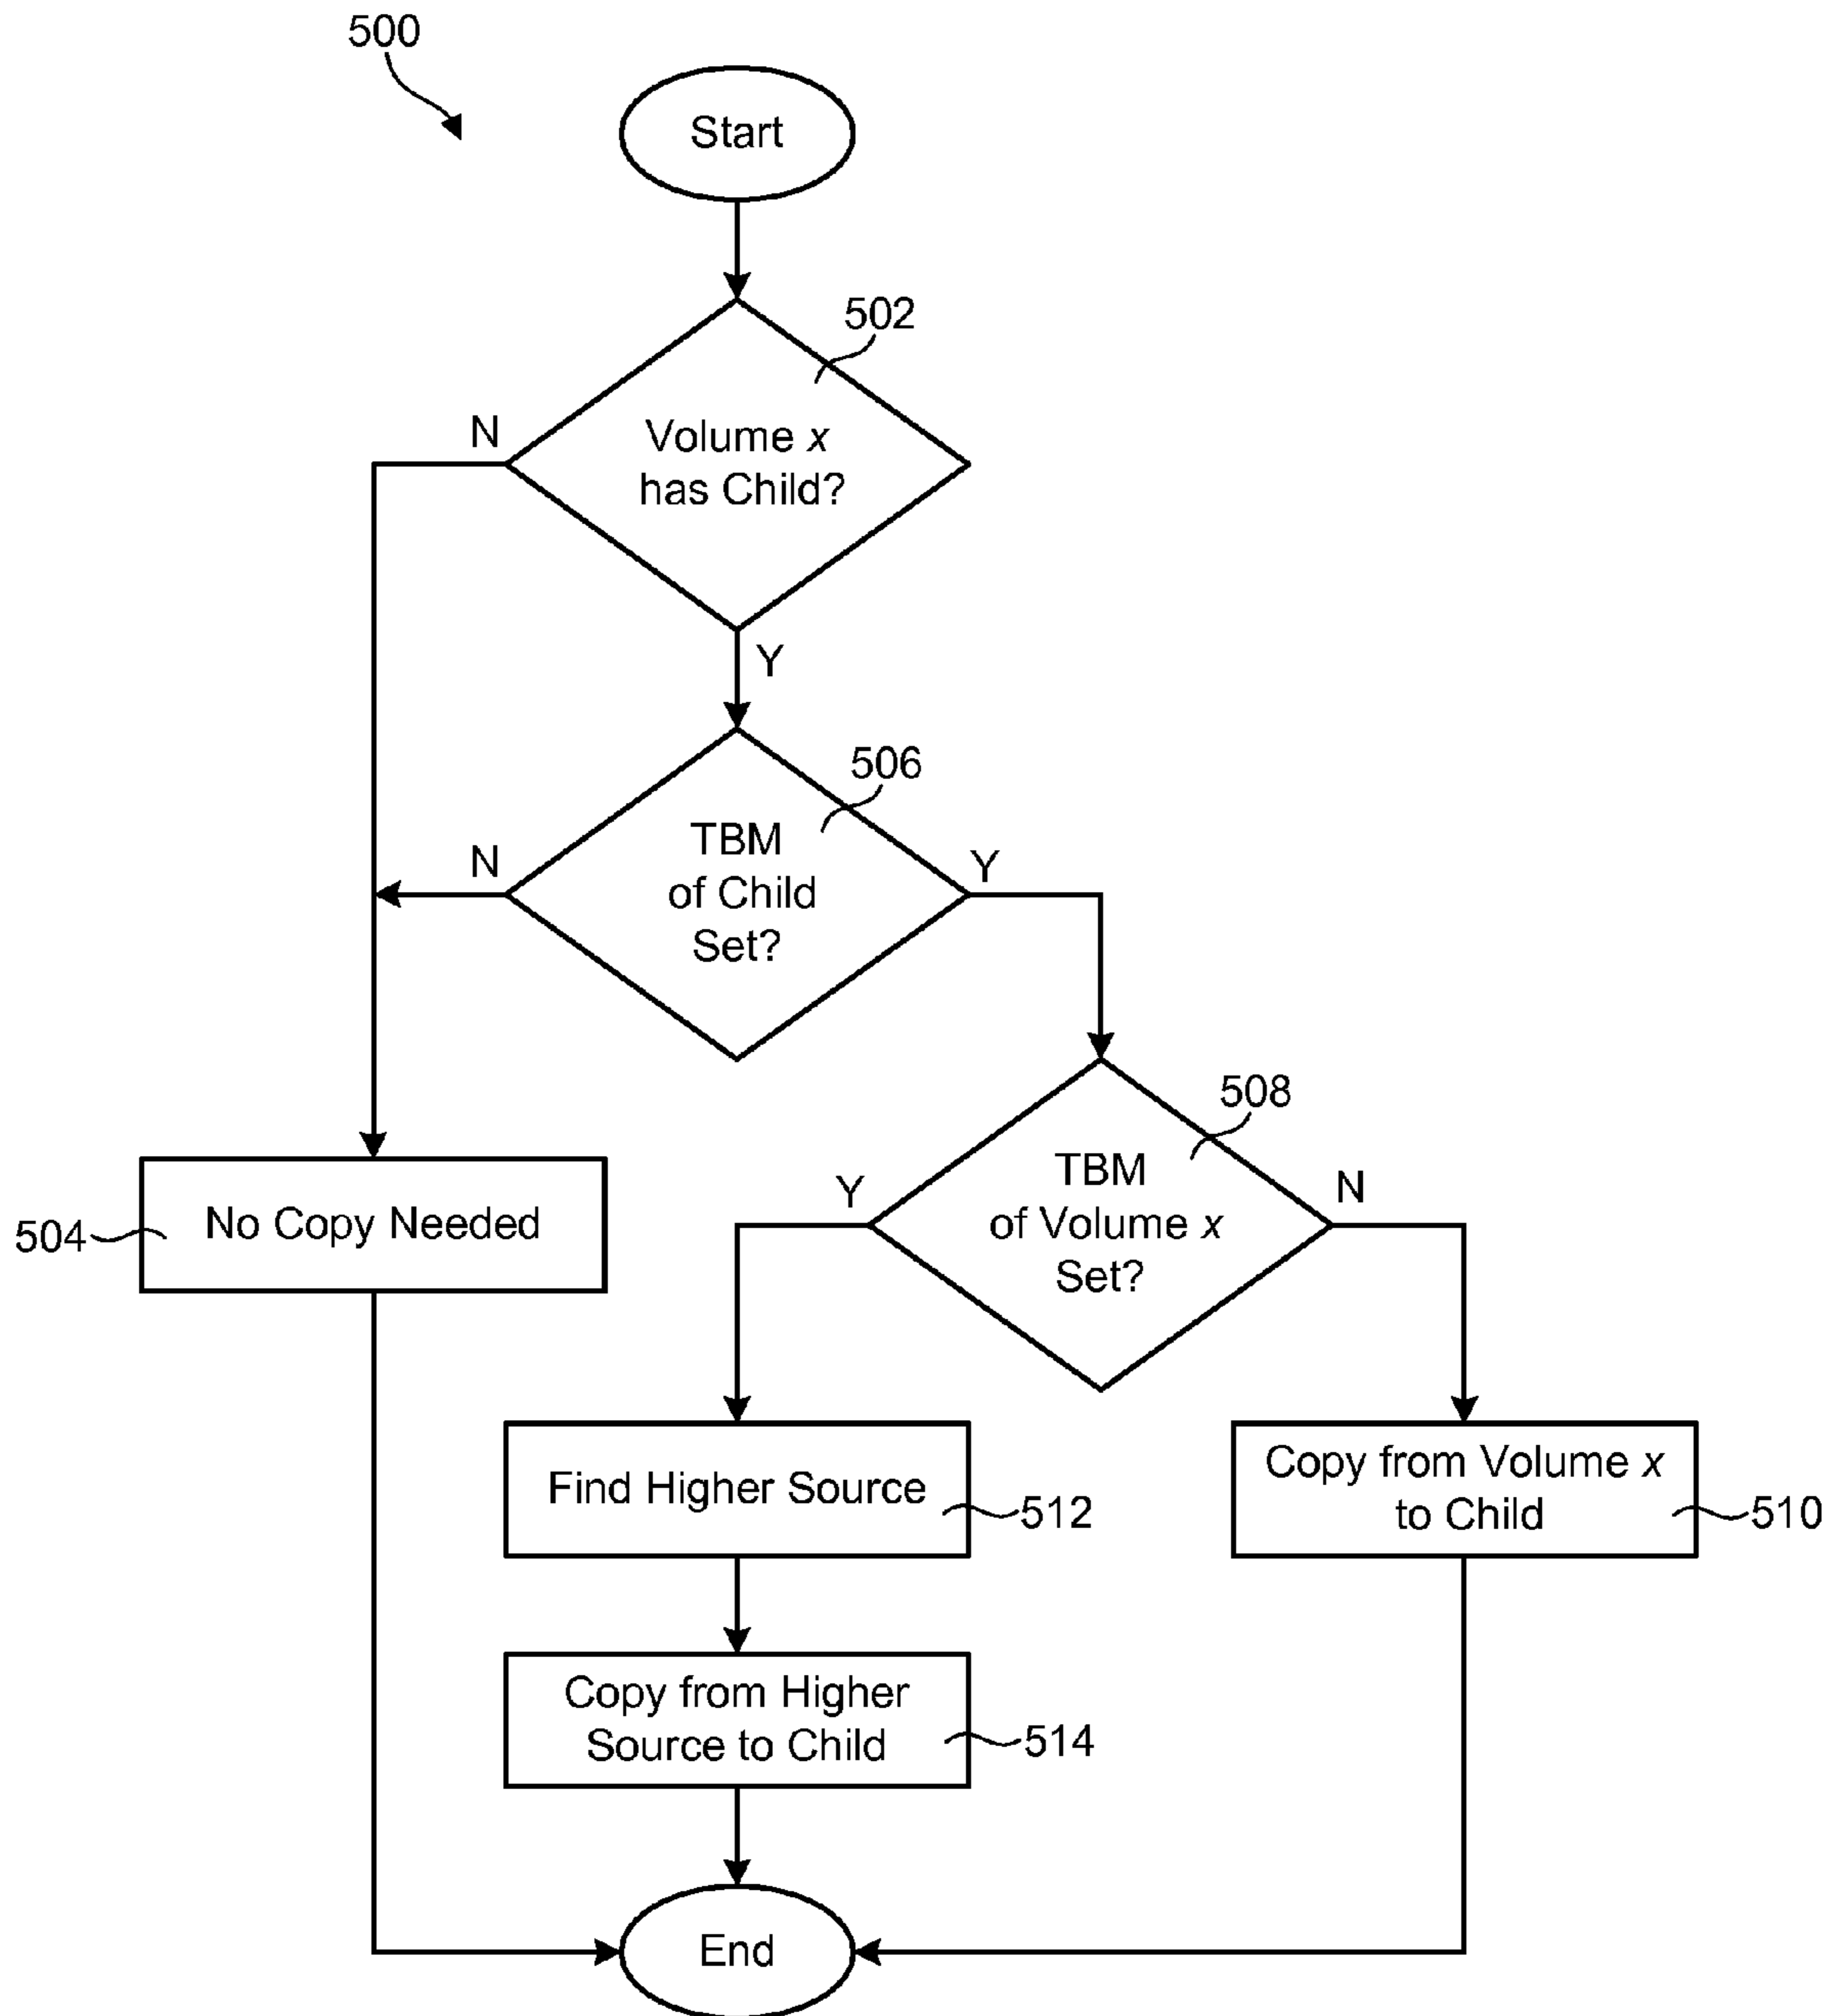 500
Start
502
Volume x
has Child?
N
Y
506
TBM
of Child
Set?
N
Y
508
TBM
of Volume x
Set?
Y
N
504
No Copy Needed
Find Higher Source
512
Copy from Volume x
to Child
510
Copy from Higher
Source to Child
514
End